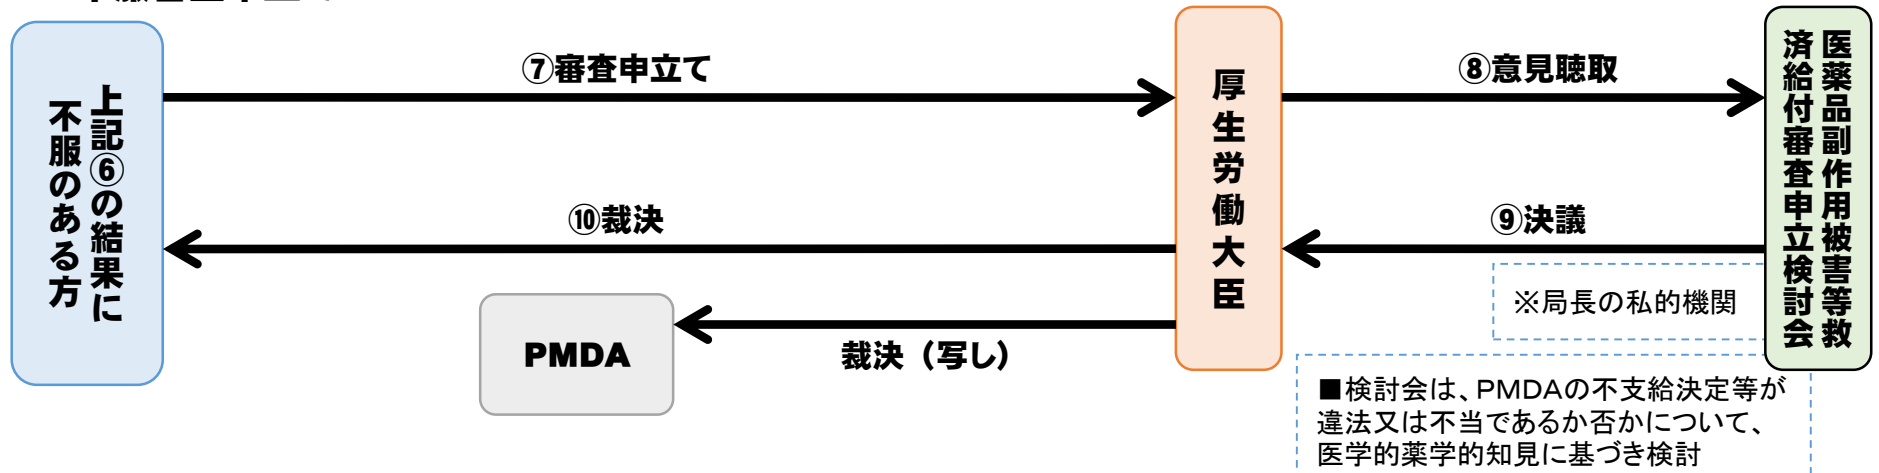 上記⑥の結果に
不服のある方
⑦審査申立て
厚生労働大臣
⑧意見聴取
医薬品副作用被害等救
済給付審査申立検討会
⑩裁決
⑨決議
※局長の私的機関
PMDA
裁決（写し）
■検討会は、PMDAの不支給決定等が
違法又は不当であるか否かについて、
医学的薬学的知見に基づき検討